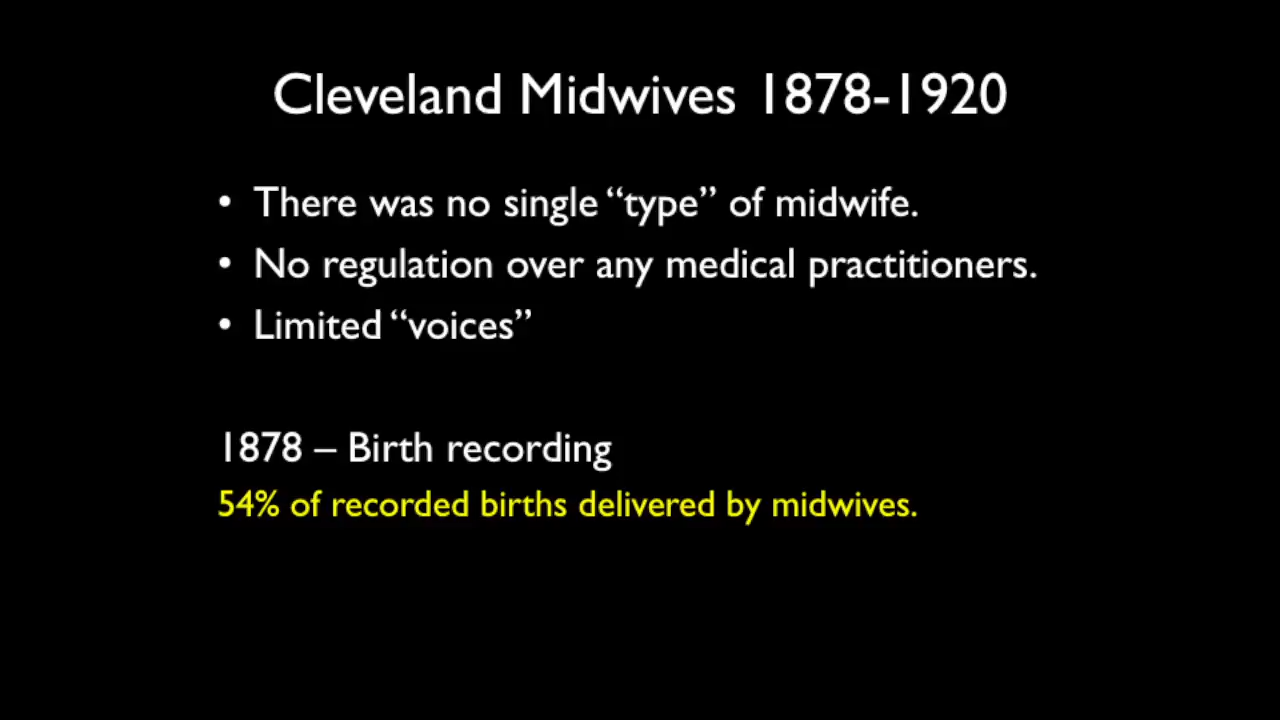 Cleveland Midwives 1878-1920
• There was no single “type” of midwife.
• No regulation over any medical practitioners.
• Limited “voices”
1878 – Birth recording
54% of recorded births delivered by midwives.